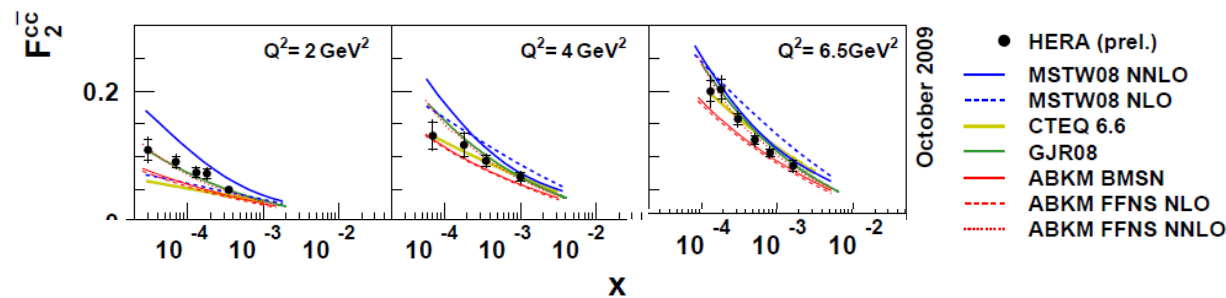 F₂^cc̄
0.2
0
Q² = 2 GeV²
Q² = 4 GeV²
Q² = 6.5GeV²
10⁻⁴ 10⁻³ 10⁻² 10⁻⁴ 10⁻³ 10⁻² 10⁻⁴ 10⁻³ 10⁻²
x
October 2009
HERA (prel.)
MSTW08 NNLO
MSTW08 NLO
CTEQ 6.6
GJR08
ABKM BMSN
ABKM FFNS NLO
ABKM FFNS NNLO